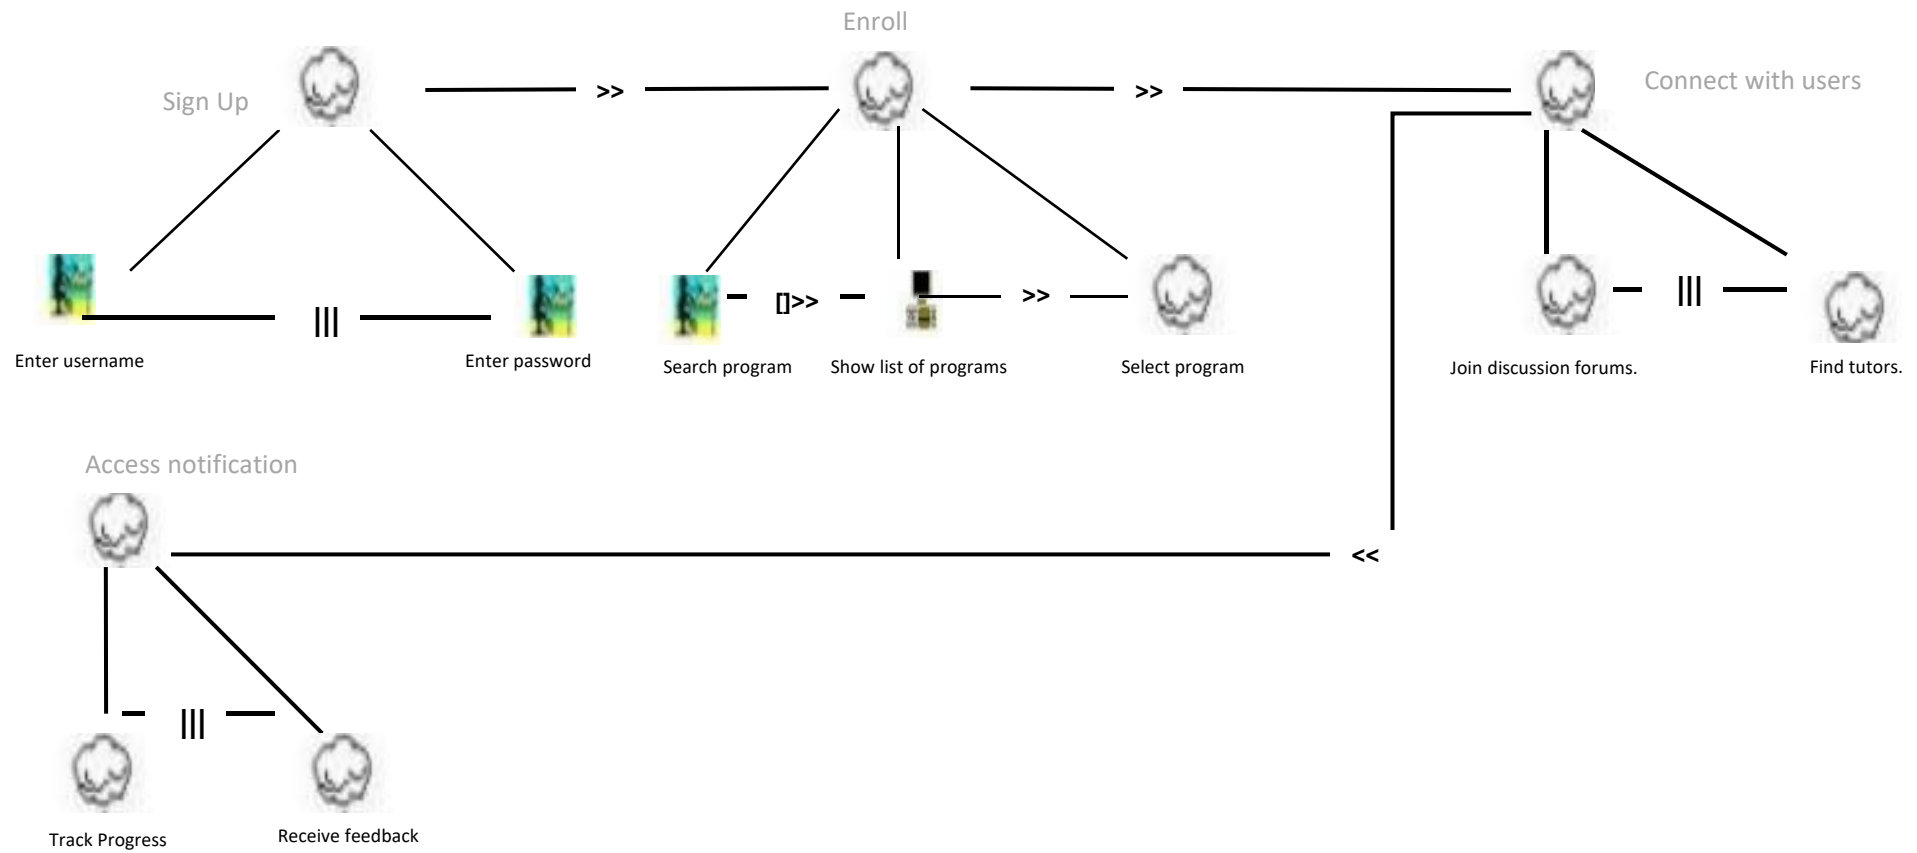 Enroll
Sign Up
>>
>>
Connect with users
|||
[]>>
>>
|||
Enter username
Enter password
Search program
Show list of programs
Select program
Join discussion forums.
Find tutors.
Access notification
<<
|||
Track Progress
Receive feedback